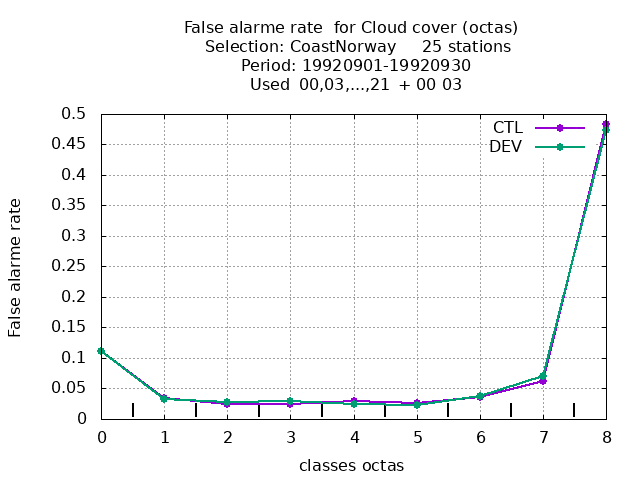 False alarme rate  for Cloud cover (octas)
Selection: CoastNorway     25 stations
Period: 19920901-19920930
Used  00,03,...,21  + 00 03
CTL
DEV
0.5
0.45
0.4
0.35
0.3
0.25
0.2
0.15
0.1
0.05
0
False alarme rate
0 1 2 3 4 5 6 7 8
classes octas